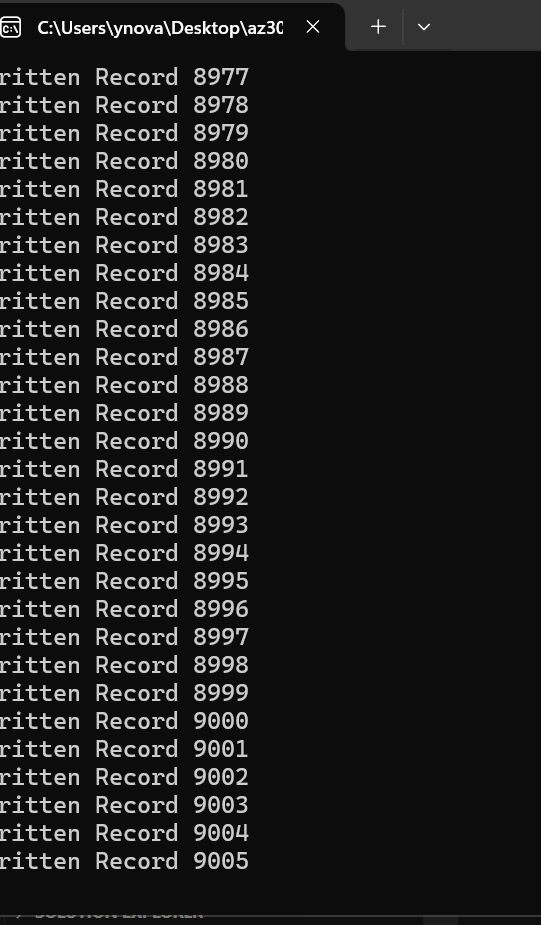 C:\Users\ynova\Desktop\az30
ritten Record 8977
ritten Record 8978
ritten Record 8979
ritten Record 8980
ritten Record 8981
ritten Record 8982
ritten Record 8983
ritten Record 8984
ritten Record 8985
ritten Record 8986
ritten Record 8987
ritten Record 8988
ritten Record 8989
ritten Record 8990
ritten Record 8991
ritten Record 8992
ritten Record 8993
ritten Record 8994
ritten Record 8995
ritten Record 8996
ritten Record 8997
ritten Record 8998
ritten Record 8999
ritten Record 9000
ritten Record 9001
ritten Record 9002
ritten Record 9003
ritten Record 9004
ritten Record 9005
SOLUTION EXPLORER